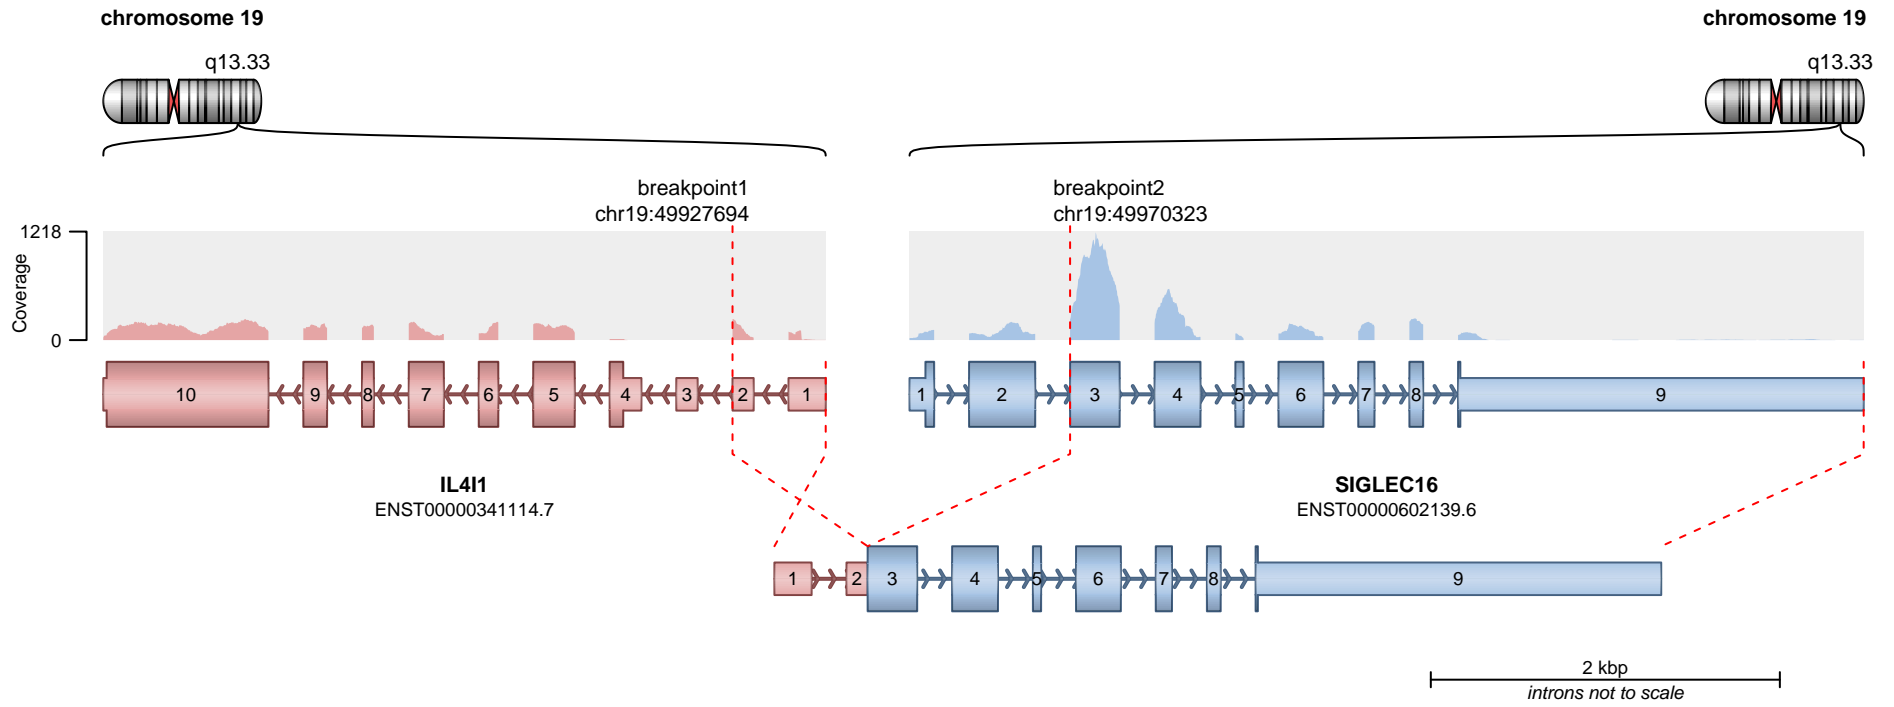 chromosome 19
chromosome 19
q13.33
q13.33
breakpoint1
chr19:49927694
breakpoint2
chr19:49970323
1218
Coverage
0
10 9 8 7 6 5 4 3 2 1
1 2 3 4 5 6 7 8 9
IL4I1
ENST00000341114.7
SIGLEC16
ENST00000602139.6
1 2 3 4 5 6 7 8 9
2 kbp
introns not to scale